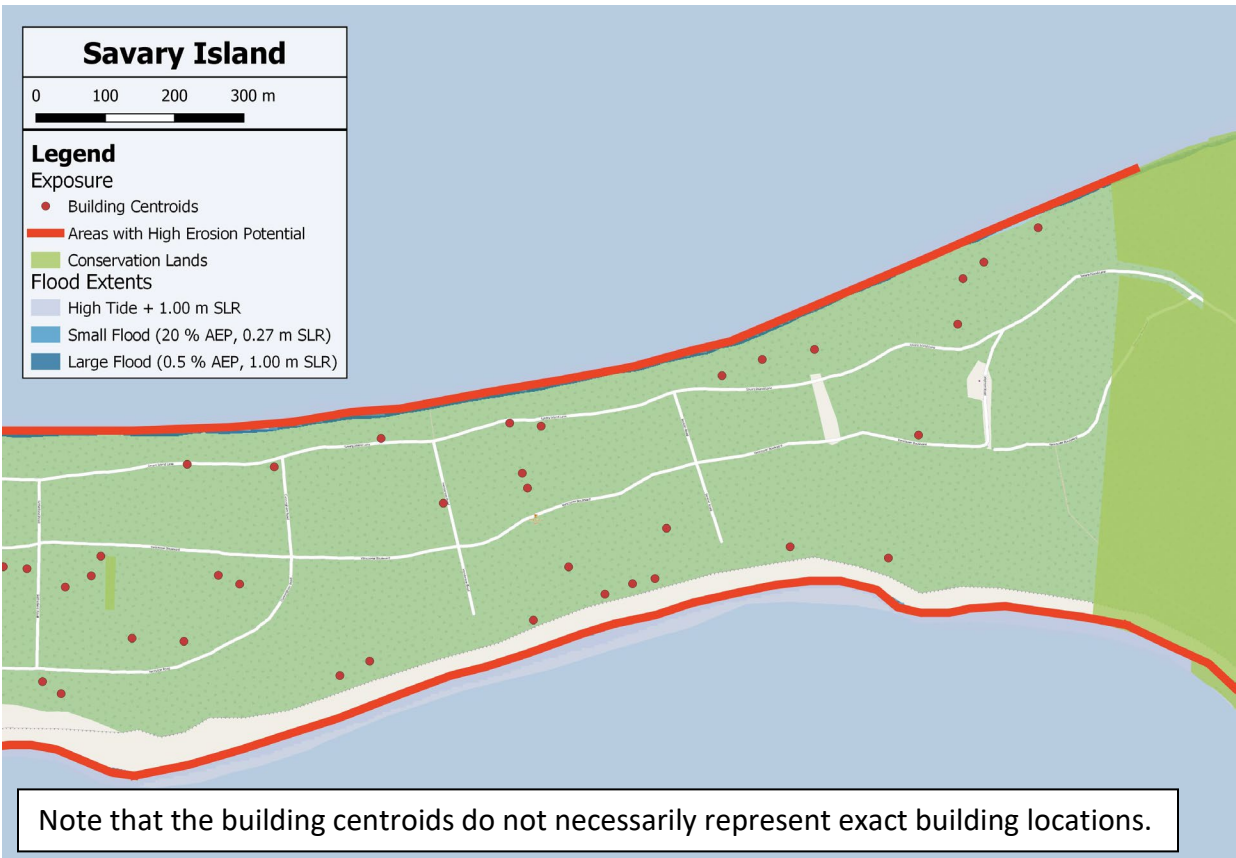 Savary Island
0 100 200 300 m
Legend
Exposure
Building Centroids
Areas with High Erosion Potential
Conservation Lands
Flood Extents
High Tide + 1.00 m SLR
Small Flood (20 % AEP, 0.27 m SLR)
Large Flood (0.5 % AEP, 1.00 m SLR)
Note that the building centroids do not necessarily represent exact building locations.